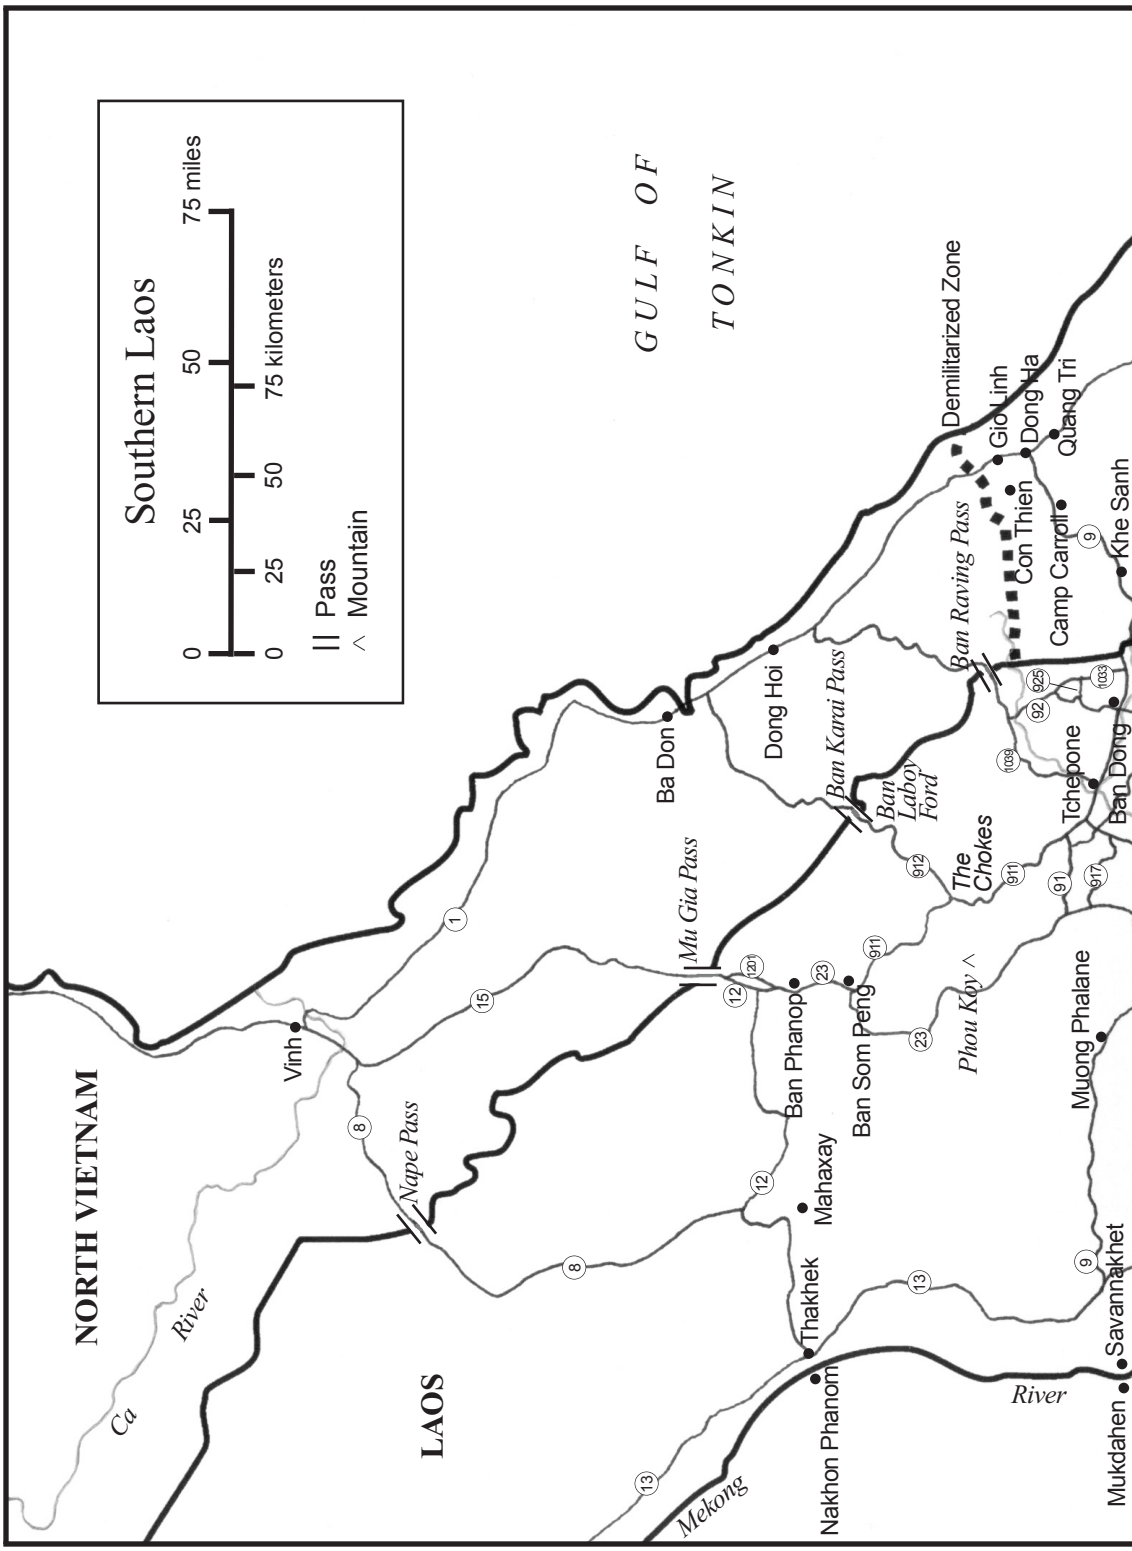 Southern Laos
0 25 50 75 miles
0 25 50 75 kilometers
Pass
^ Mountain
GULF OF
TONKIN
NORTH VIETNAM
LAOS
Ca
River
Vinh
1
15
8
Nape Pass
8
Ba Don
Dong Hoi
Mu Gia Pass
12
1201
Ban Phanop
23
Ban Som Peng
911
23
Phou Koy ^
Ban Karai Pass
Ban
Laboy
Ford
912
The
Chokes
911
91
917
Ban Raving Pass
Demilitarized Zone
Gio Linh
Dong Ha
Quang Tri
Con Thien
Camp Carroll
9
Khe Sanh
925
92
1033
1039
Tchepone
Ban Dong
Muong Phalane
12
Mahaxay
Thakhek
13
9
Savannakhet
13
Mekong
River
Nakhon Phanom
Mukdahen